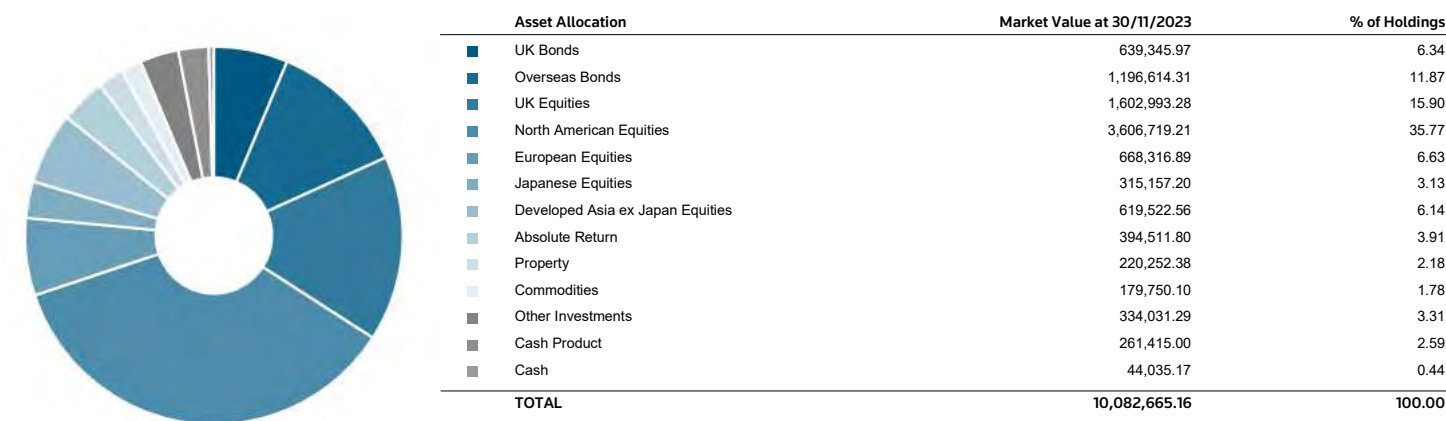 Asset Allocation Market Value at 30/11/2023 % of Holdings
UK Bonds 639,345.97 6.34
Overseas Bonds 1,196,614.31 11.87
UK Equities 1,602,993.28 15.90
North American Equities 3,606,719.21 35.77
European Equities 668,316.89 6.63
Japanese Equities 315,157.20 3.13
Developed Asia ex Japan Equities 619,522.56 6.14
Absolute Return 394,511.80 3.91
Property 220,252.38 2.18
Commodities 179,750.10 1.78
Other Investments 334,031.29 3.31
Cash Product 261,415.00 2.59
Cash 44,035.17 0.44
TOTAL 10,082,665.16 100.00